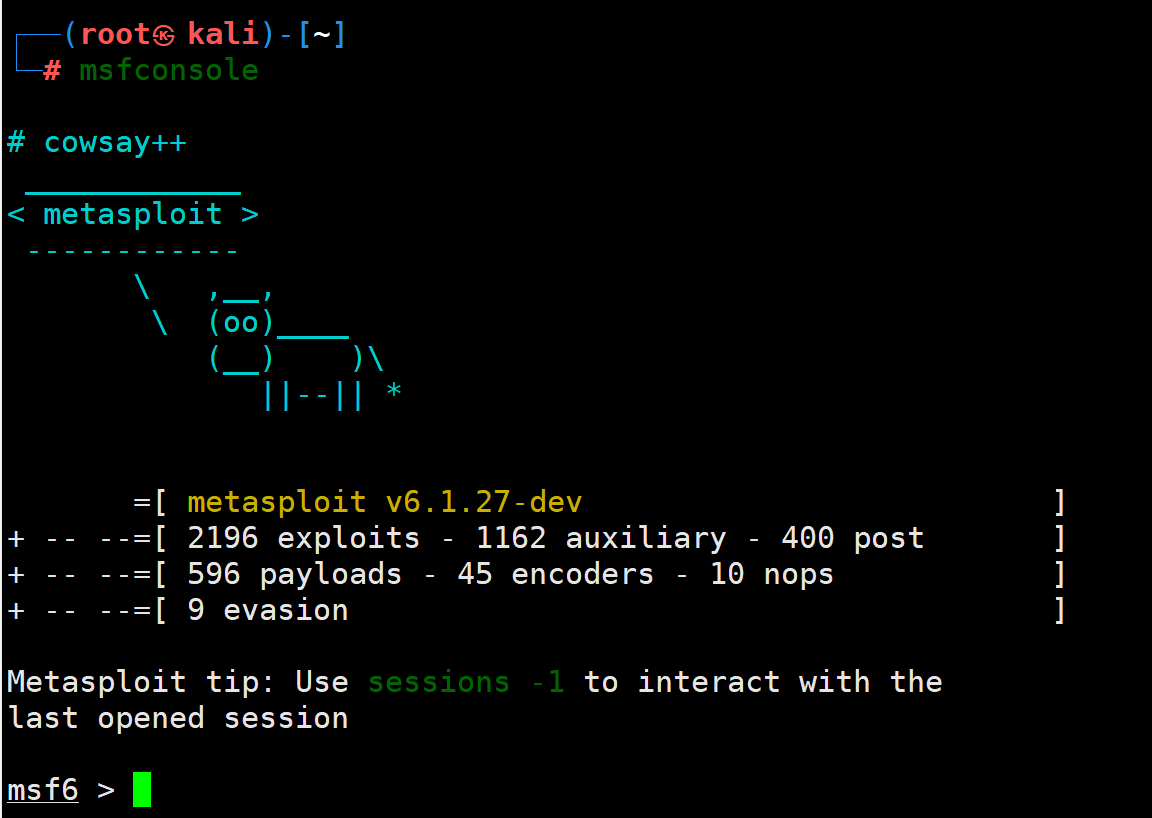 ┌──(root㉿kali)-[~]
└─# msfconsole
# cowsay++
 ____________
< metasploit >
 ------------
       \   ,__,
        \  (oo)____
           (__)    )\
              ||--|| *
       =[ metasploit v6.1.27-dev                          ]
+ -- --=[ 2196 exploits - 1162 auxiliary - 400 post       ]
+ -- --=[ 596 payloads - 45 encoders - 10 nops            ]
+ -- --=[ 9 evasion                                       ]
Metasploit tip: Use sessions -1 to interact with the
last opened session
msf6 >